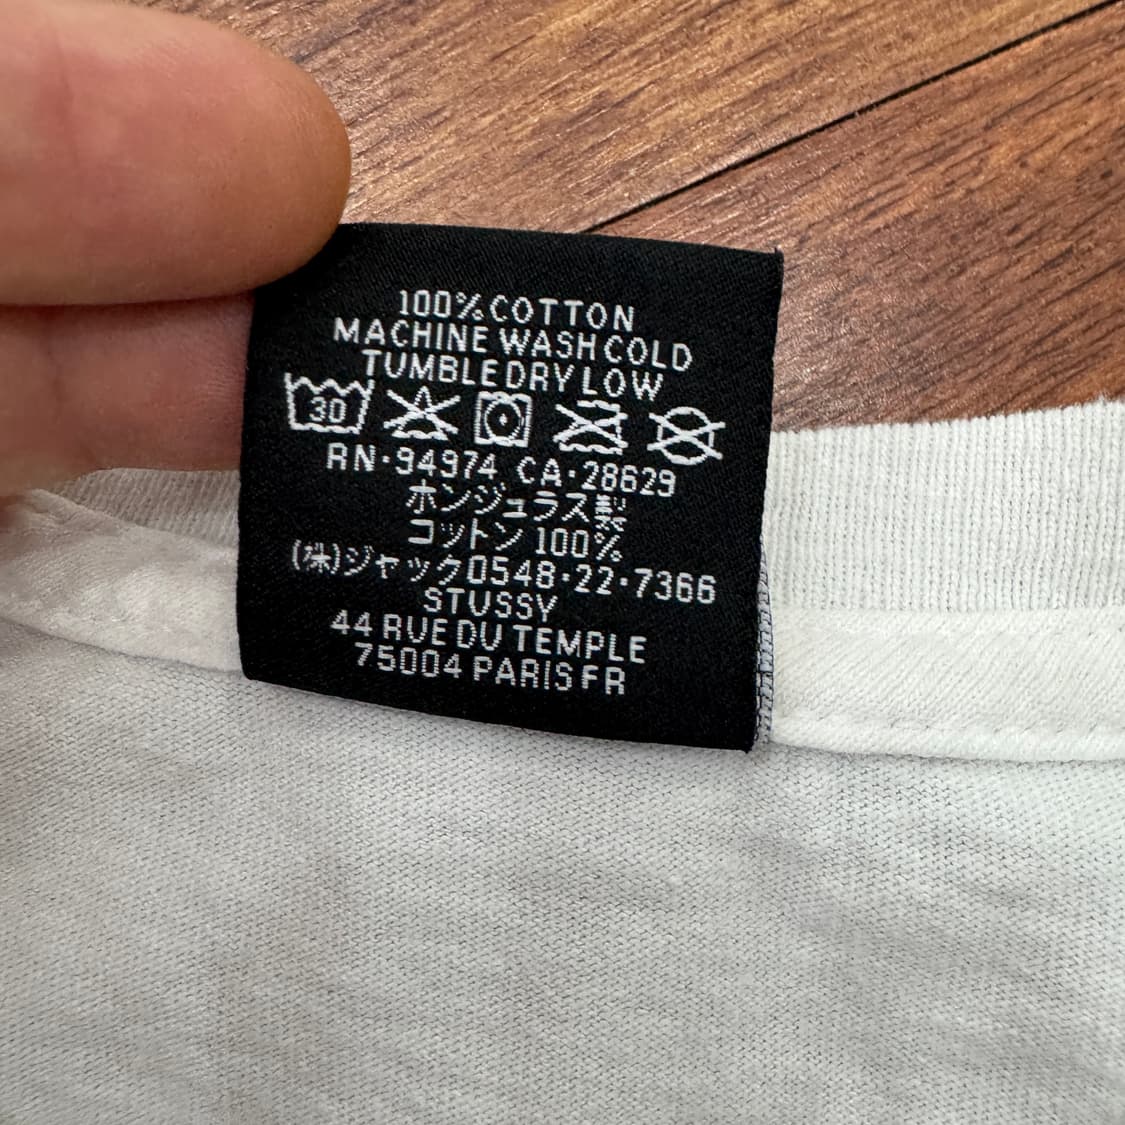 100% COTTON
MACHINE WASH COLD
TUMBLE DRY LOW
30
RN·94974 CA·28629
ホンジュラス製
コットン 100%
(株)ジャック0548·22·7366
STUSSY
44 RUE DU TEMPLE
75004 PARIS FR